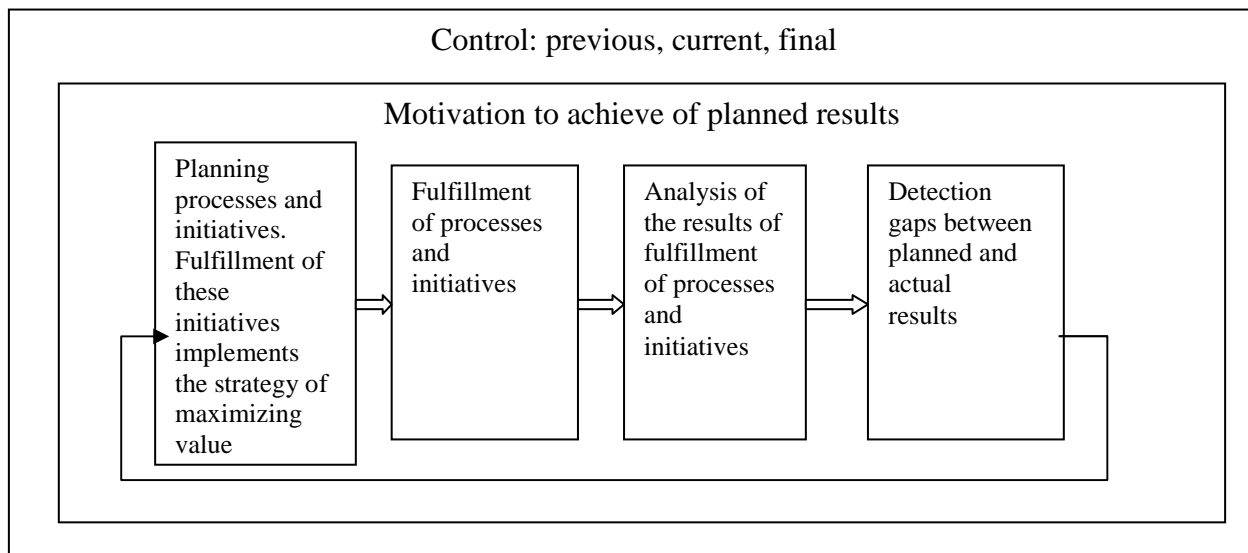 Control: previous, current, final
Motivation to achieve of planned results
Planning
processes and
initiatives.
Fulfillment of
these
initiatives
implements
the strategy of
maximizing
value
Fulfillment
of processes
and
initiatives
Analysis of
the results of
fulfillment
of processes
and
initiatives
Detection
gaps between
planned and
actual
results